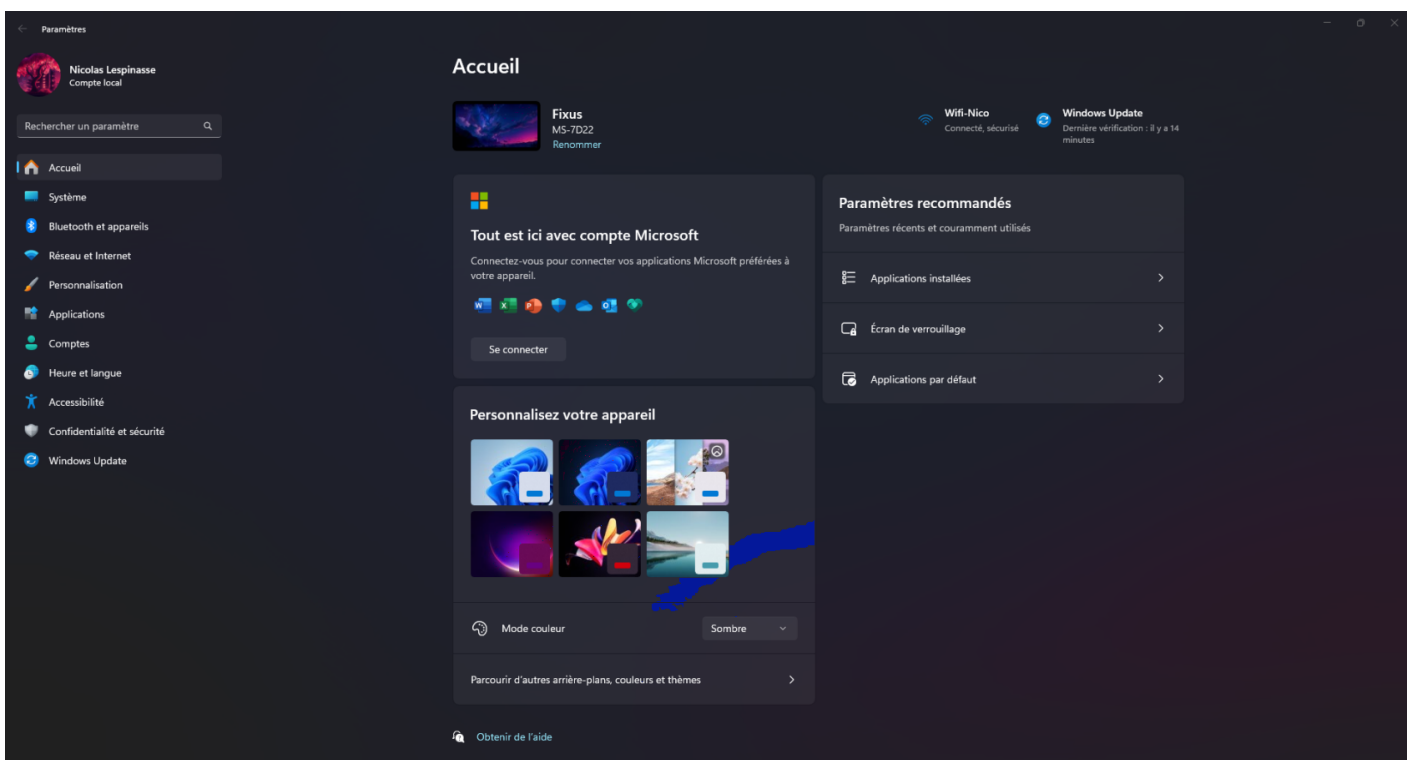 Paramètres
Nicolas Lespinasse
Compte local
Rechercher un paramètre
Accueil
Système
Bluetooth et appareils
Réseau et Internet
Personnalisation
Applications
Comptes
Heure et langue
Accessibilité
Confidentialité et sécurité
Windows Update
Accueil
Fixus
MS-7D22
Renommer
Wifi-Nico
Connecté, sécurisé
Windows Update
Dernière vérification : il y a 14
minutes
Tout est ici avec compte Microsoft
Connectez-vous pour connecter vos applications Microsoft préférées à
votre appareil.
Se connecter
Paramètres recommandés
Paramètres récents et couramment utilisés
Applications installées
Écran de verrouillage
Applications par défaut
Personnalisez votre appareil
Mode couleur
Sombre
Parcourir d'autres arrière-plans, couleurs et thèmes
Obtenir de l'aide